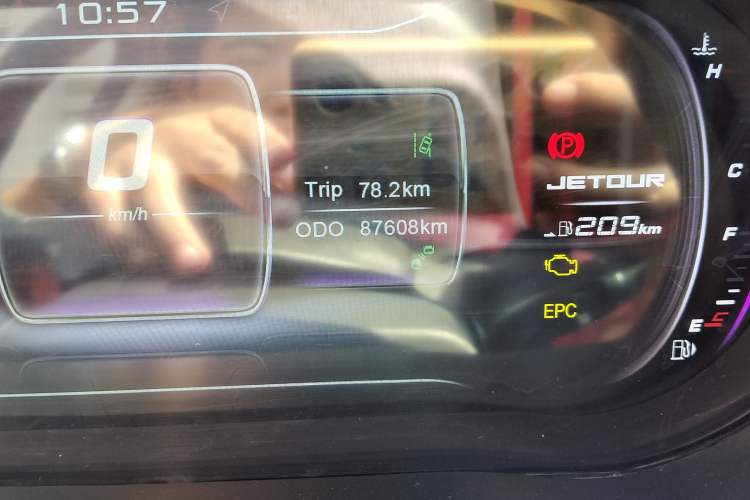 10:57
H
0
km/h
Trip 78.2km
ODO 87608km
P
JETOUR
209km
EPC
C
F
E